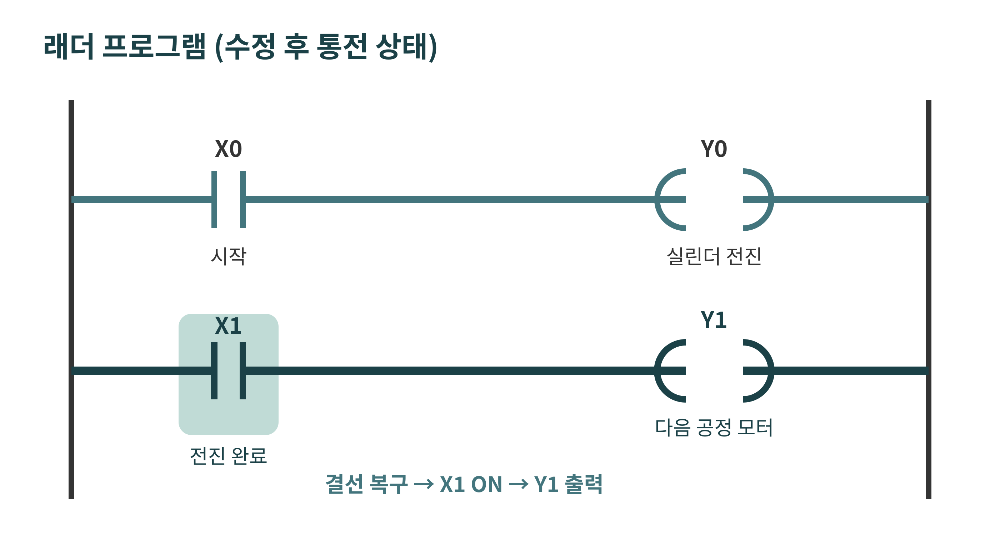 래더 프로그램 (수정 후 통전 상태)
X0
Y0
시작
실린더 전진
X1
Y1
전진 완료
다음 공정 모터
결선 복구 → X1 ON → Y1 출력